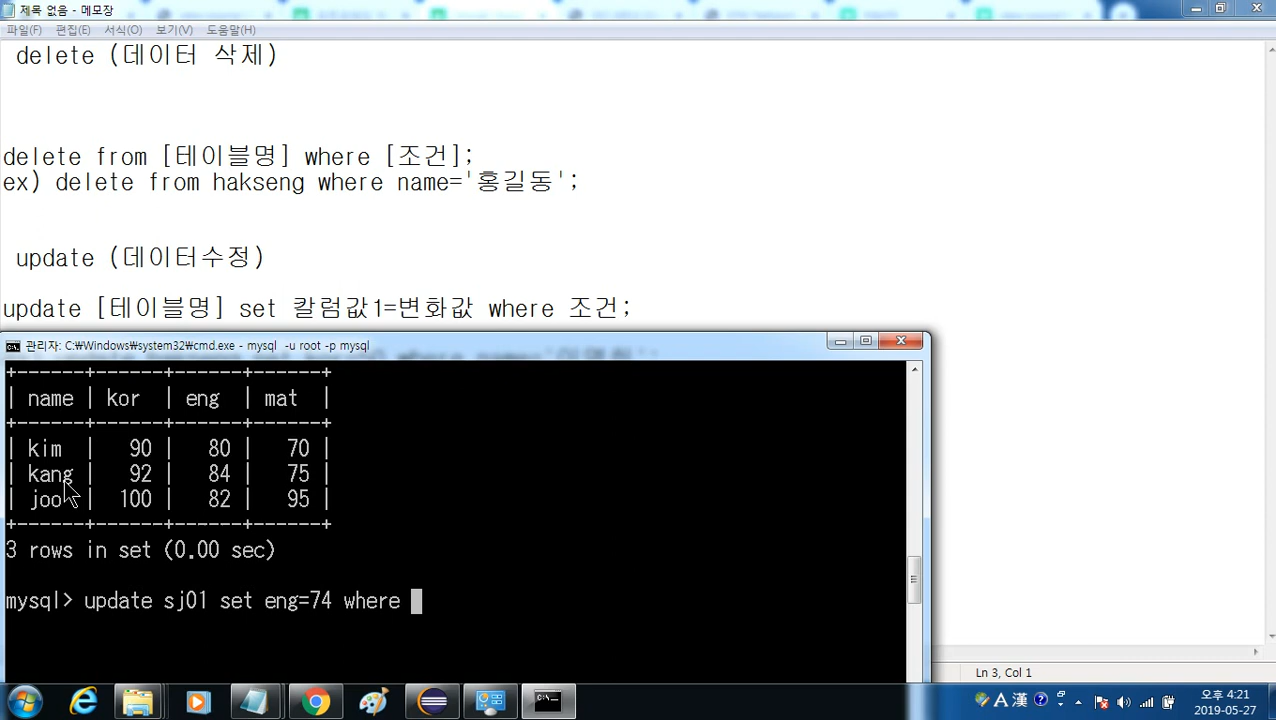 제목 없음 - 메모장
파일(F) 편집(E) 서식(O) 보기(V) 도움말(H)
delete (데이터 삭제)
delete from [테이블명] where [조건];
ex) delete from hakseng where name='홍길동';
update (데이터수정)
update [테이블명] set 칼럼값1=변화값 where 조건;
관리자: C:₩Windows₩system32₩cmd.exe - mysql -u root -p mysql
+------+------+------+------+
| name | kor | eng | mat |
+------+------+------+------+
| kim | 90 | 80 | 70 |
| kang | 92 | 84 | 75 |
| joo | 100 | 82 | 95 |
+------+------+------+------+
3 rows in set (0.00 sec)
mysql> update sj01 set eng=74 where
Ln 3, Col 1
A 漢
오후 4:21
2019-05-27